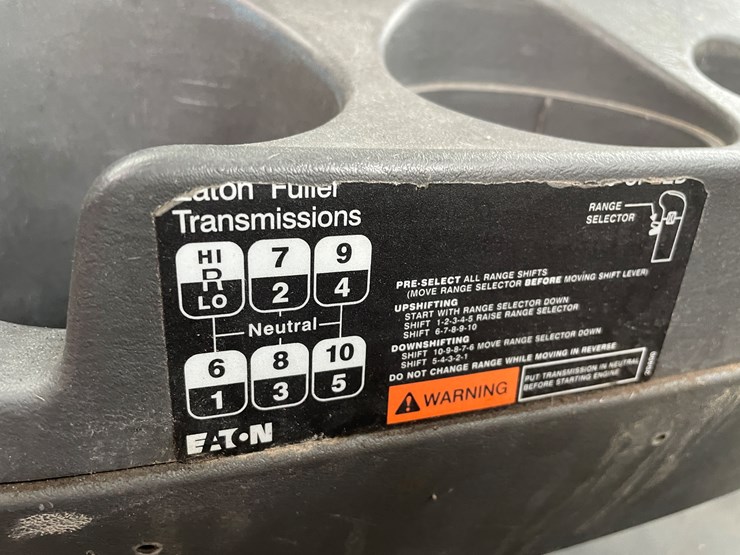 Eaton Fuller
Transmissions
HI
R
LO
7
2
9
4
Neutral
6
1
8
3
10
5
EATON
RANGE
SELECTOR
PRE-SELECT ALL RANGE SHIFTS
(MOVE RANGE SELECTOR BEFORE MOVING SHIFT LEVER)
UPSHIFTING
START WITH RANGE SELECTOR DOWN
SHIFT 1-2-3-4-5 RAISE RANGE SELECTOR
SHIFT 6-7-8-9-10
DOWNSHIFTING
SHIFT 10-9-8-7-6 MOVE RANGE SELECTOR DOWN
SHIFT 5-4-3-2-1
DO NOT CHANGE RANGE WHILE MOVING IN REVERSE
WARNING
PUT TRANSMISSION IN NEUTRAL
BEFORE STARTING ENGINE